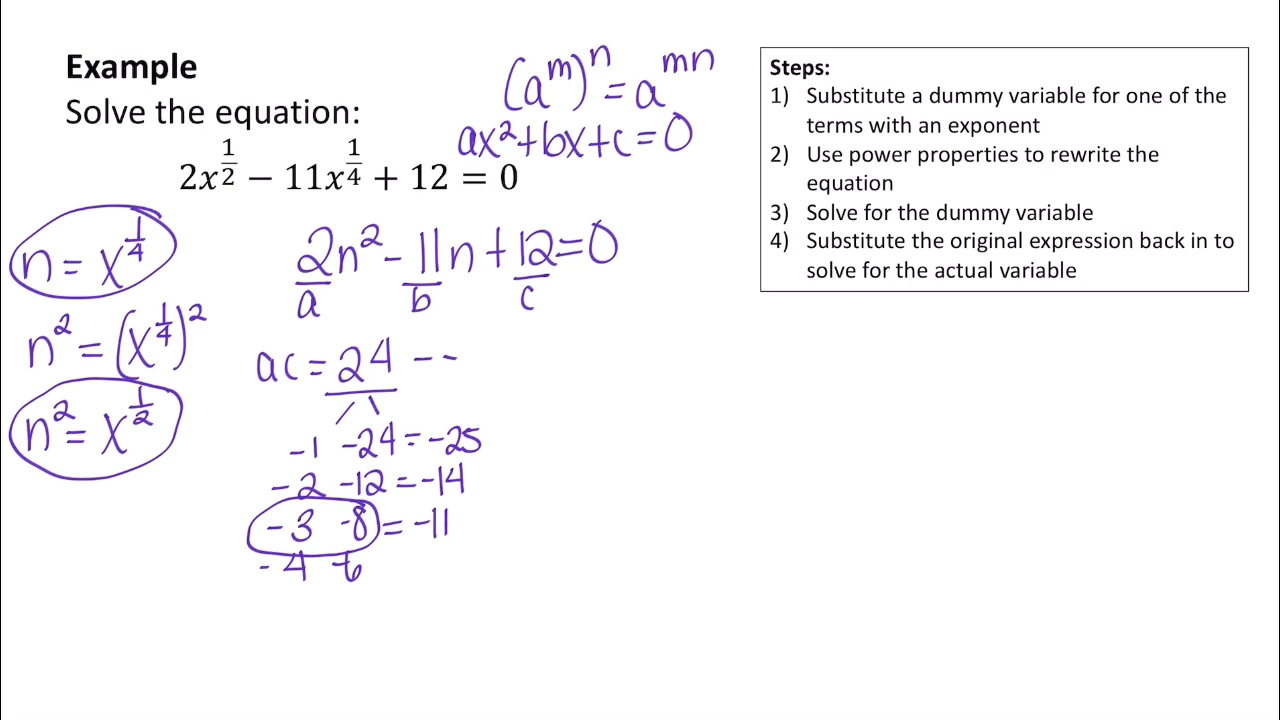 Example
Solve the equation:
2x^{1/2} − 11x^{1/4} + 12 = 0
(a^m)^n = a^{mn}
ax² + bx + c = 0
n = x^{1/4}
n² = (x^{1/4})²
n² = x^{1/2}
2n² - 11n + 12 = 0
a b c
ac = 24 - -
-1 -24 = -25
-2 -12 = -14
-3 -8 = -11
-4 -6
Steps:
1) Substitute a dummy variable for one of the
terms with an exponent
2) Use power properties to rewrite the
equation
3) Solve for the dummy variable
4) Substitute the original expression back in to
solve for the actual variable